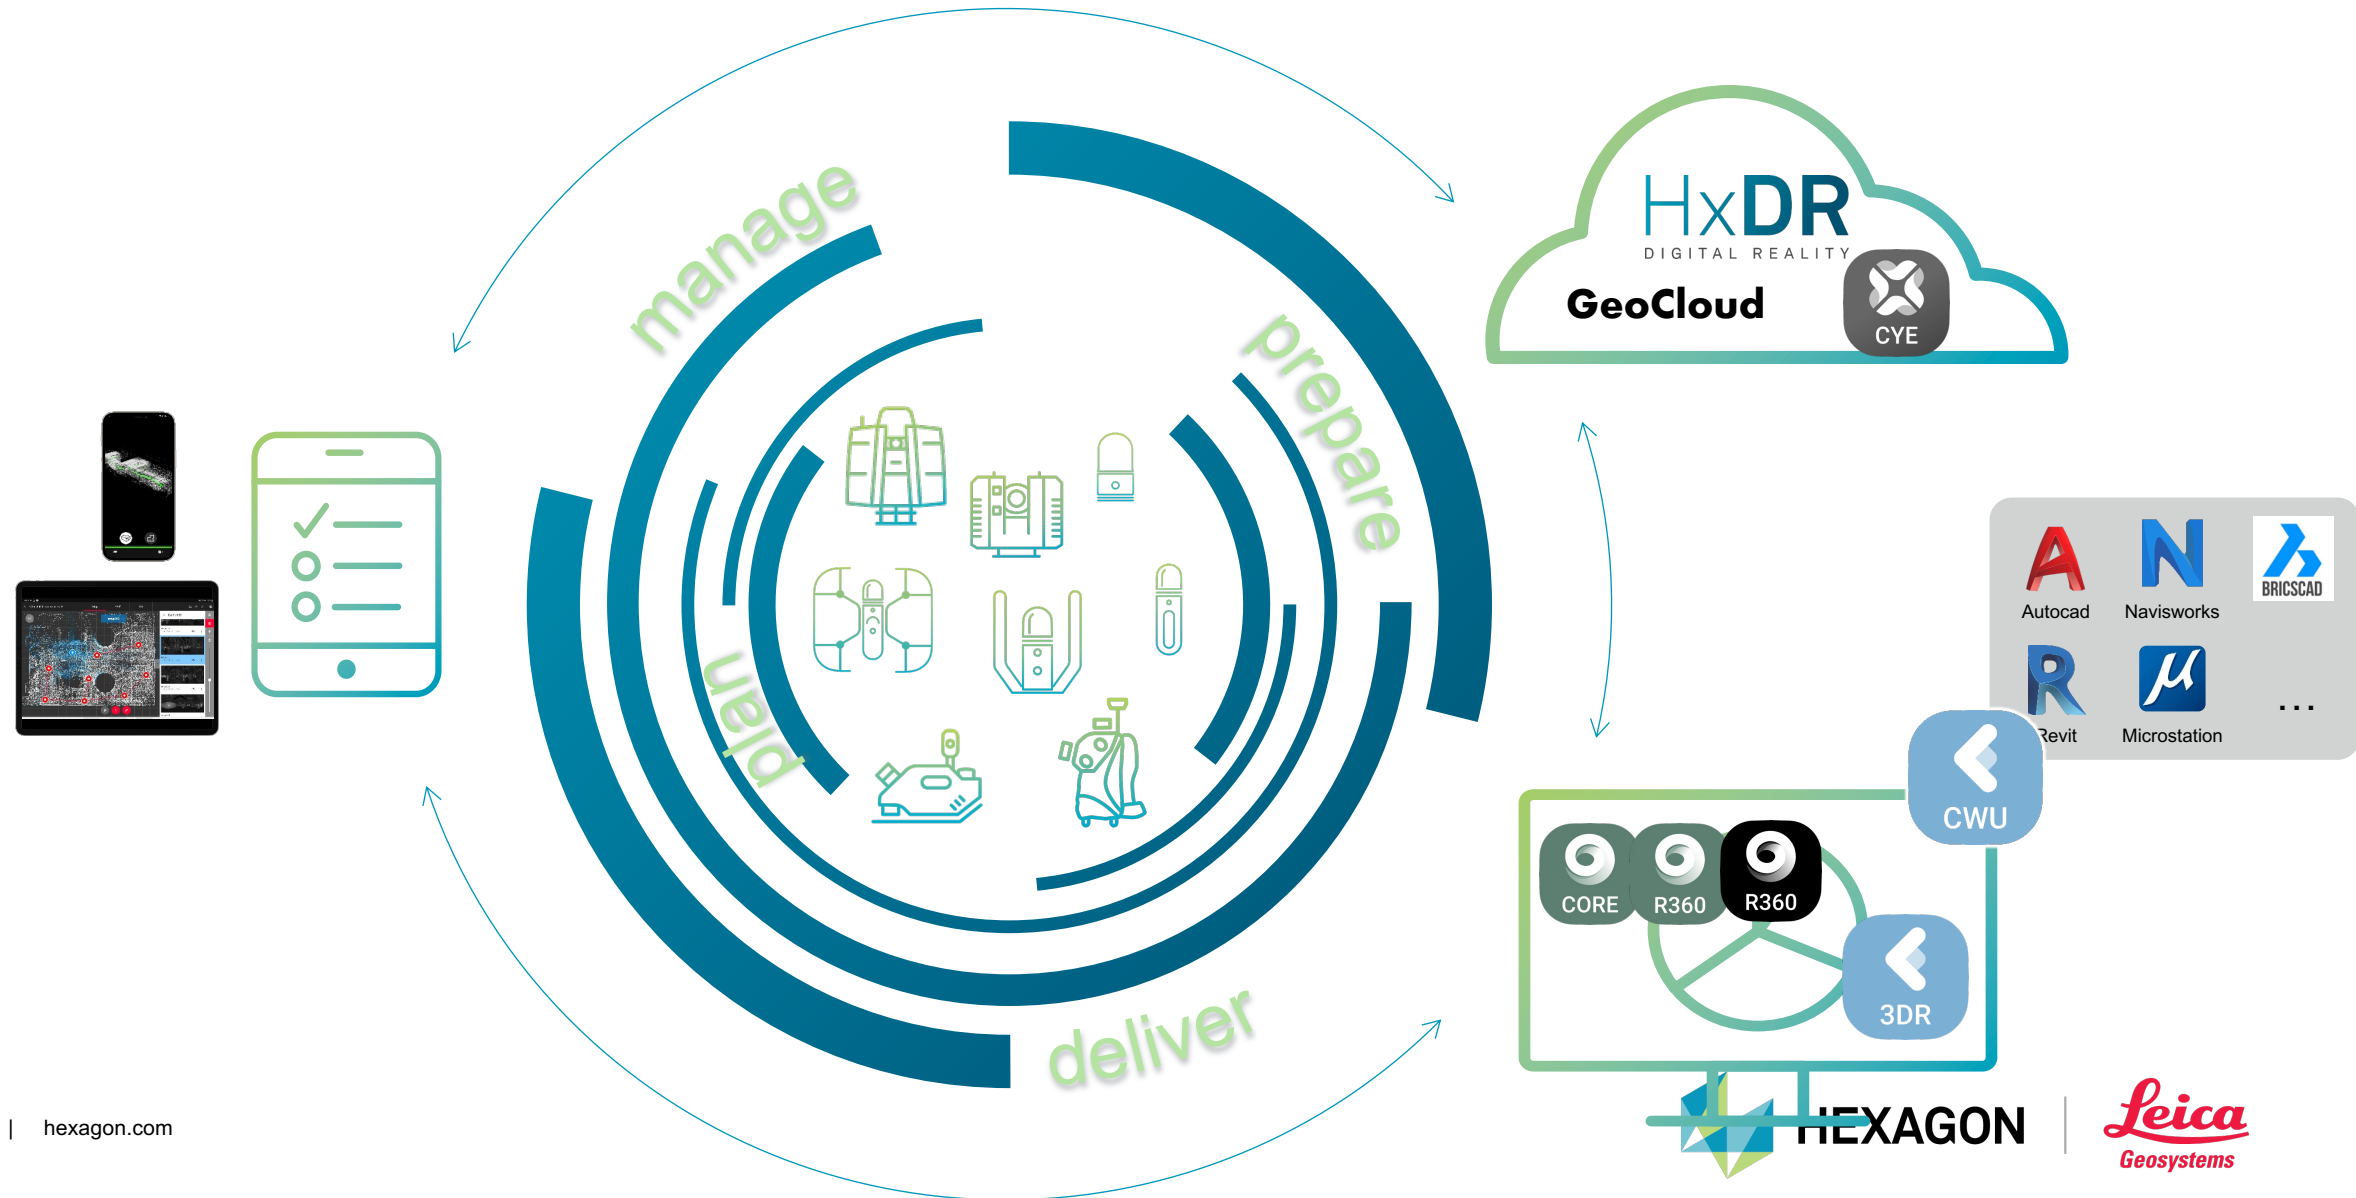 manage
prepare
plan
deliver
HxDR
DIGITAL REALITY
GeoCloud
CYE
Autocad
Navisworks
BRICSCAD
Revit
Microstation
...
CWU
CORE
R360
R360
3DR
| hexagon.com
HEXAGON
Leica
Geosystems